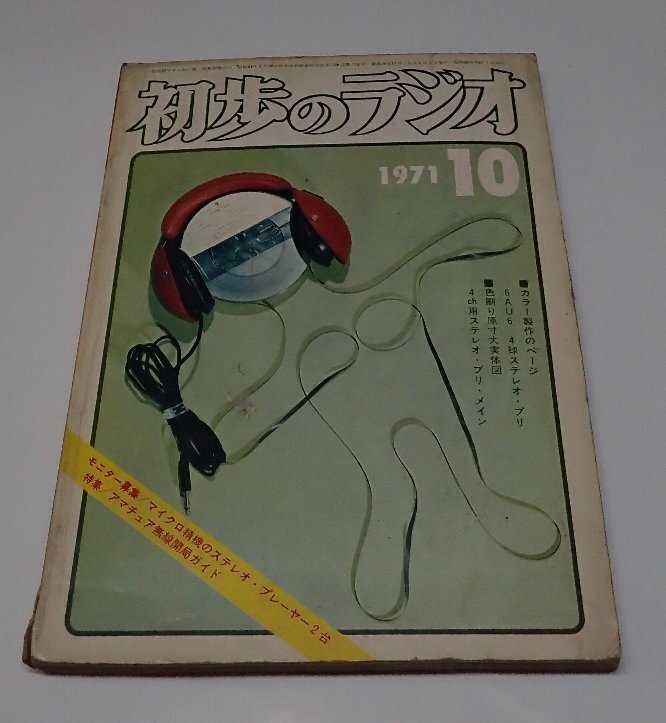 初歩のラジオ
1971 10
■カラー製作のページ
6AU6 4球ステレオ・プリ
■色刷り原寸大実体図
4ch用ステレオ・プリ・メイン
モニター募集/マイクロ精機のステレオ・プレーヤー2台
特集/アマチュア無線開局ガイド